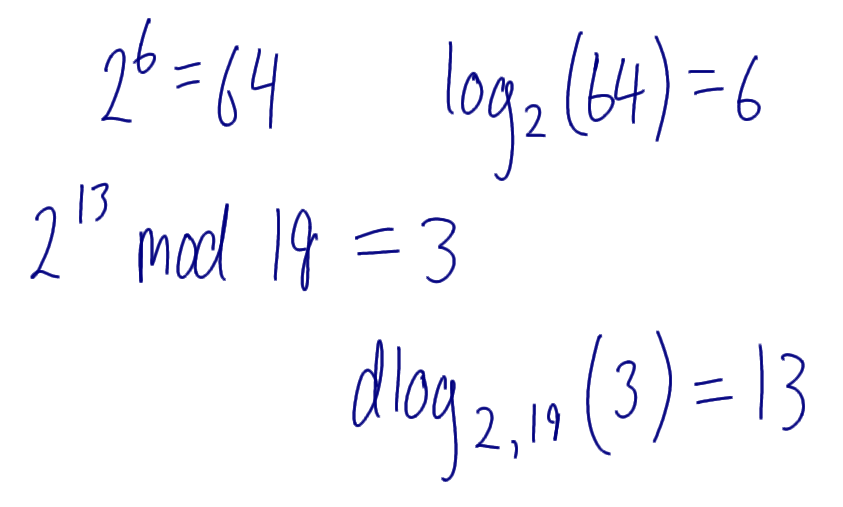 2^6 = 64    log_2(64) = 6
2^13 mod 19 = 3
dlog_2,19(3) = 13